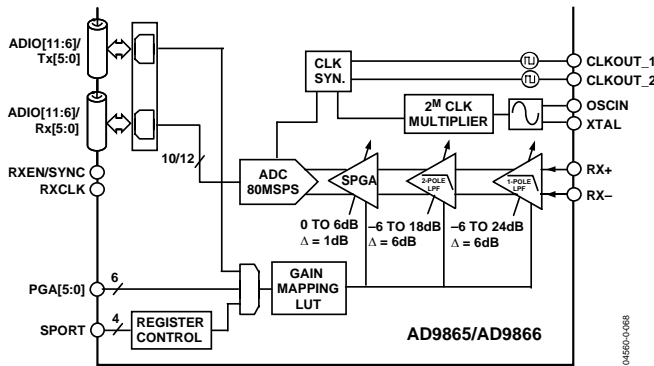 ADIO[11:6]/
Tx[5:0]
ADIO[11:6]/
Rx[5:0]
RXEN/SYNC
RXCLK
PGA[5:0]
SPORT
10/12
6
4
CLK
SYN.
2M CLK
MULTIPLIER
CLKOUT_1
CLKOUT_2
OSCIN
XTAL
RX+
RX–
ADC
80MSPS
SPGA
2-POLE
LPF
1-POLE
LPF
0 TO 6dB
Δ = 1dB
–6 TO 18dB
Δ = 6dB
–6 TO 24dB
Δ = 6dB
GAIN
MAPPING
LUT
REGISTER
CONTROL
AD9865/AD9866
04560-0-068